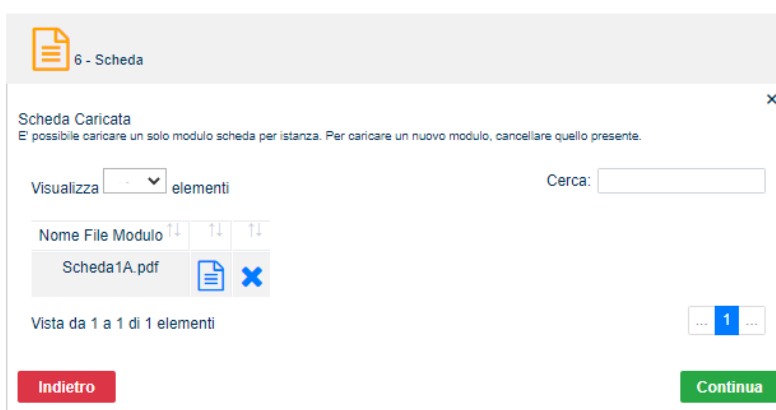 6 - Scheda
×
Scheda Caricata
E' possibile caricare un solo modulo scheda per istanza. Per caricare un nuovo modulo, cancellare quello presente.
Visualizza - elementi Cerca:
Nome File Modulo
Scheda1A.pdf
Vista da 1 a 1 di 1 elementi ... 1 ...
Indietro Continua